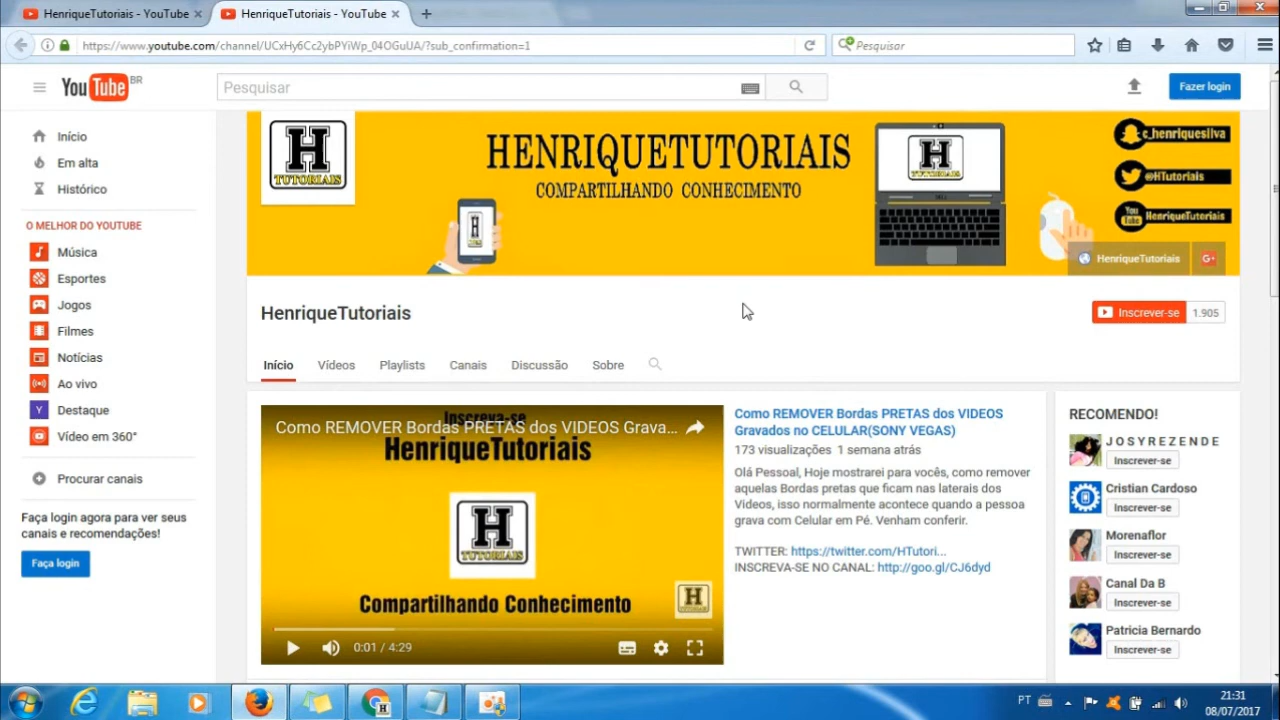 HenriqueTutoriais - YouTube
HenriqueTutoriais - YouTube
https://www.youtube.com/channel/UCxHy6Cc2ybPYiWp_04OGuUA/?sub_confirmation=1
Pesquisar
YouTube BR
Pesquisar
Fazer login
Início
Em alta
Histórico
O MELHOR DO YOUTUBE
Música
Esportes
Jogos
Filmes
Notícias
Ao vivo
Destaque
Vídeo em 360°
Procurar canais
Faça login agora para ver seus
canais e recomendações!
Faça login
H
TUTORIAIS
HENRIQUETUTORIAIS
COMPARTILHANDO CONHECIMENTO
H
H
TUTORIAIS
c_henriquesilva
@HTutoriais
You Tube
HenriqueTutoriais
HenriqueTutoriais
G+
HenriqueTutoriais
Inscrever-se 1.905
Início Vídeos Playlists Canais Discussão Sobre
Inscreva-se
Como REMOVER Bordas PRETAS dos VIDEOS Grava...
HenriqueTutoriais
H
TUTORIAIS
Compartilhando Conhecimento
H
0:01 / 4:29
Como REMOVER Bordas PRETAS dos VIDEOS
Gravados no CELULAR(SONY VEGAS)
173 visualizações 1 semana atrás
Olá Pessoal, Hoje mostrarei para vocês, como remover
aquelas Bordas pretas que ficam nas laterais dos
Videos, isso normalmente acontece quando a pessoa
grava com Celular em Pé. Venham conferir.
TWITTER: https://twitter.com/HTutori...
INSCREVA-SE NO CANAL: http://goo.gl/CJ6dyd
RECOMENDO!
J O S Y R E Z E N D E
Inscrever-se
Cristian Cardoso
Inscrever-se
Morenaflor
Inscrever-se
Canal Da B
Inscrever-se
Patricia Bernardo
Inscrever-se
PT
21:31
08/07/2017